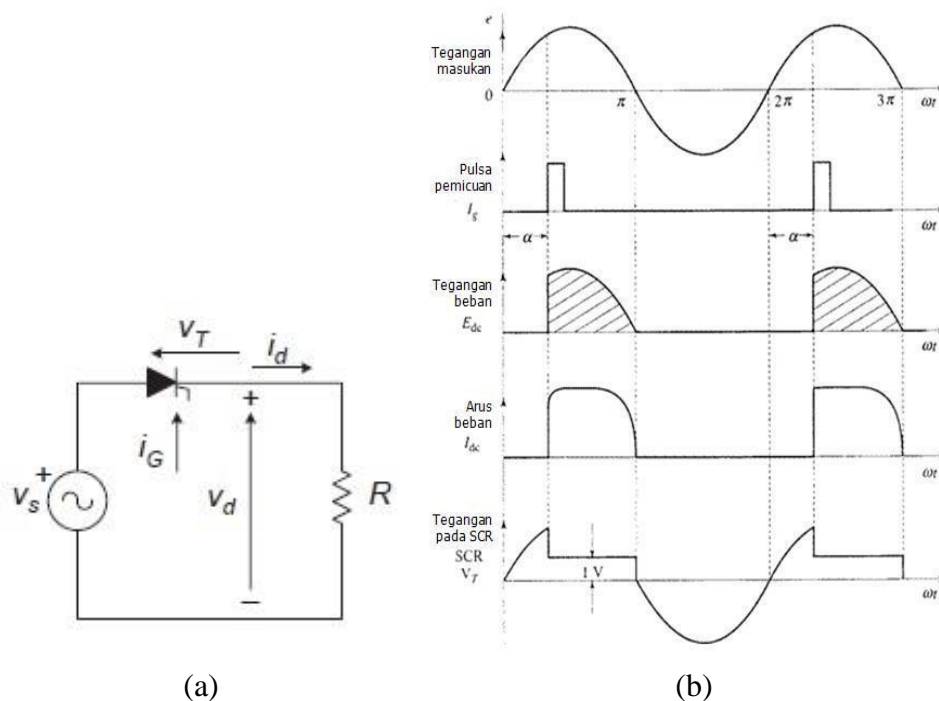 v_T
i_d
i_G
+
v_s
+
v_d
−
R
(a)
e
Tegangan
masukan
0
π
2π
3π
ωt
Pulsa
pemicuan
I_g
ωt
α
α
Tegangan
beban
E_dc
ωt
Arus
beban
I_dc
ωt
Tegangan
pada SCR
SCR
V_T
1 V
ωt
(b)